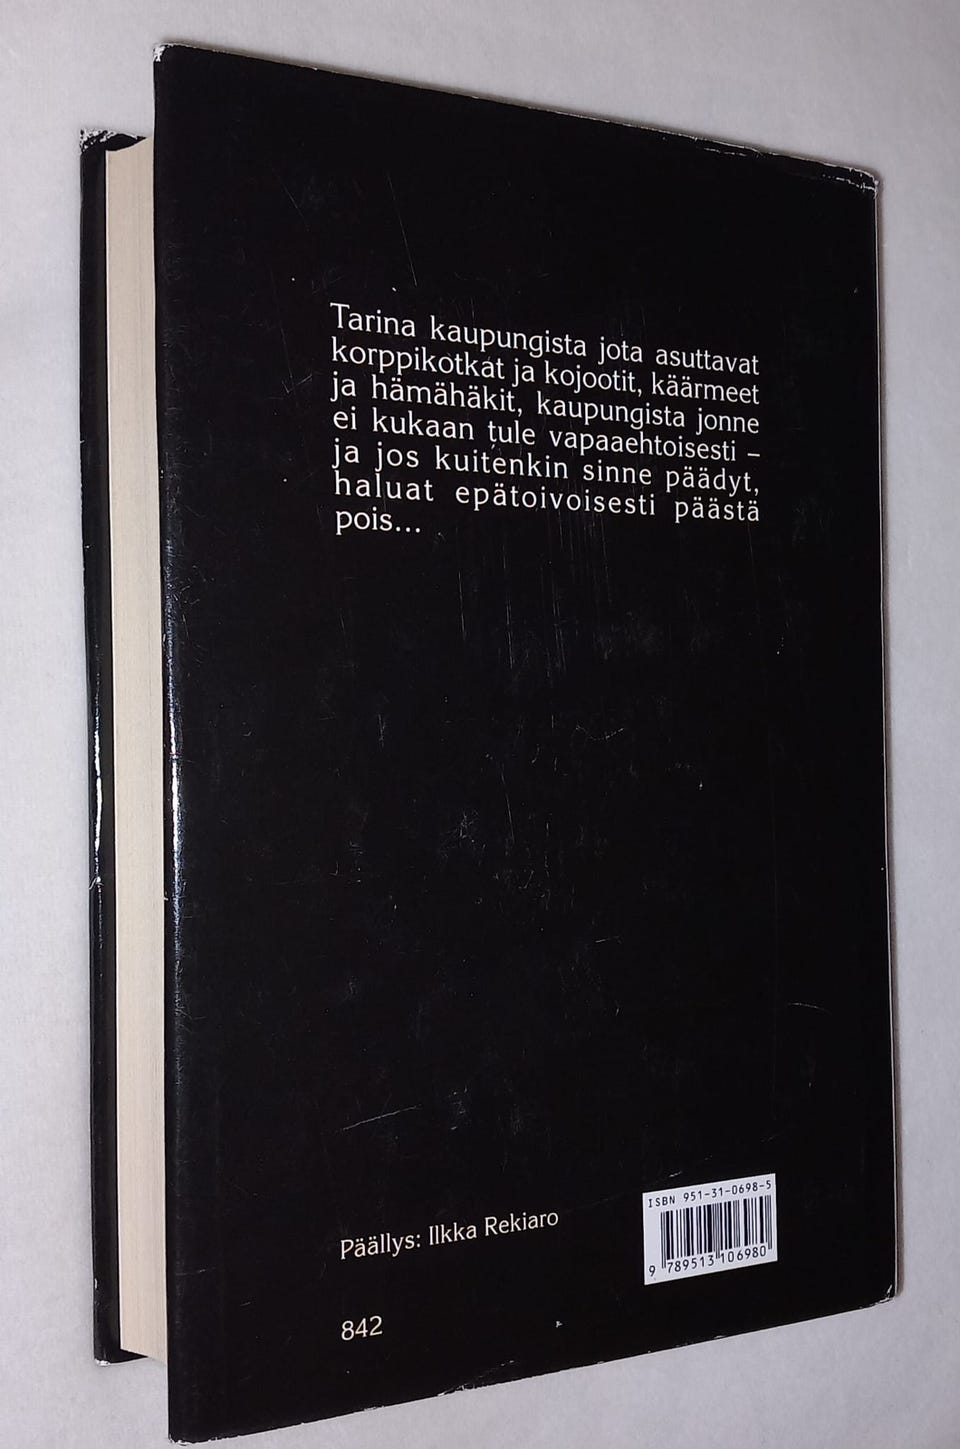 Tarina kaupungista jota asuttavat
korppikotkat ja kojootit, käärmeet
ja hämähäkit, kaupungista jonne
ei kukaan tule vapaaehtoisesti –
ja jos kuitenkin sinne päädyt,
haluat epätoivoisesti päästä
pois...
Päällys: Ilkka Rekiaro
842
ISBN 951-31-0698-5
9 789513 106980